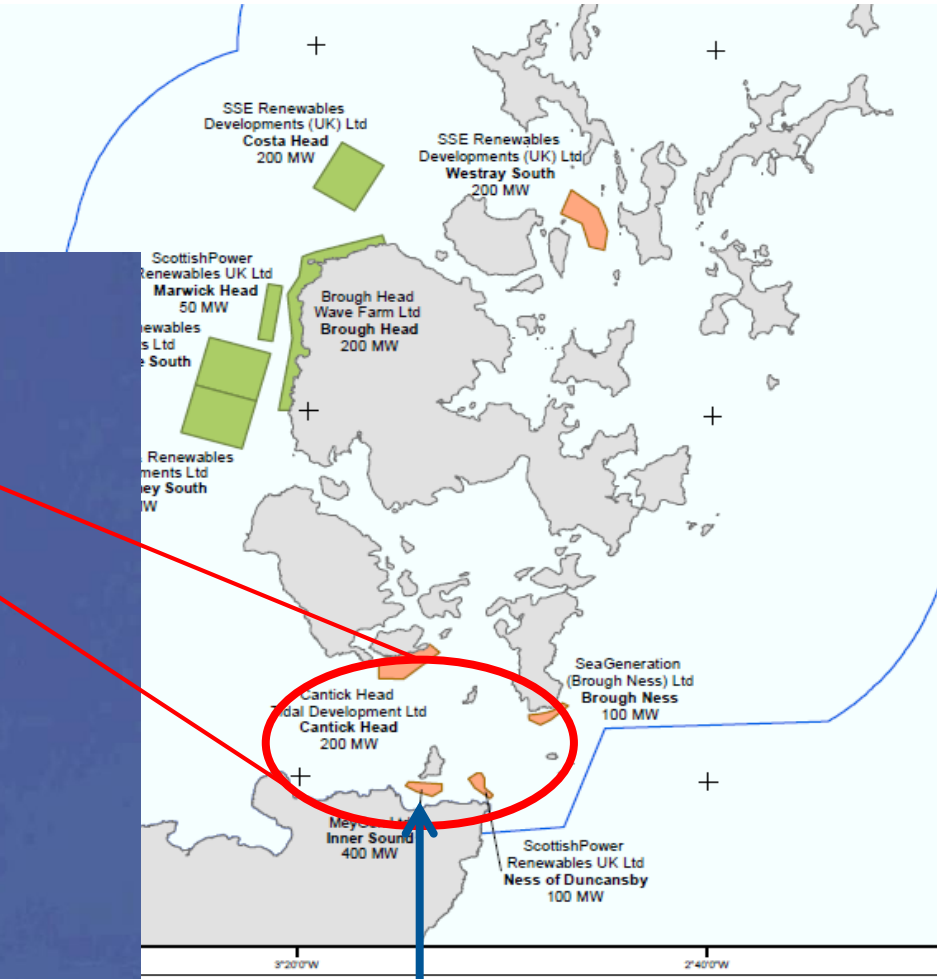 SSE Renewables
Developments (UK) Ltd
Costa Head
200 MW
SSE Renewables
Developments (UK) Ltd
Westray South
200 MW
ScottishPower
Renewables UK Ltd
Marwick Head
50 MW
Brough Head
Wave Farm Ltd
Brough Head
200 MW
ewables
s Ltd
South
Renewables
ments Ltd
ey South
W
Cantick Head
Tidal Development Ltd
Cantick Head
200 MW
SeaGeneration
(Brough Ness) Ltd
Brough Ness
100 MW
Inner Sound
400 MW
ScottishPower
Renewables UK Ltd
Ness of Duncansby
100 MW
3°20'0"W
2°40'0"W